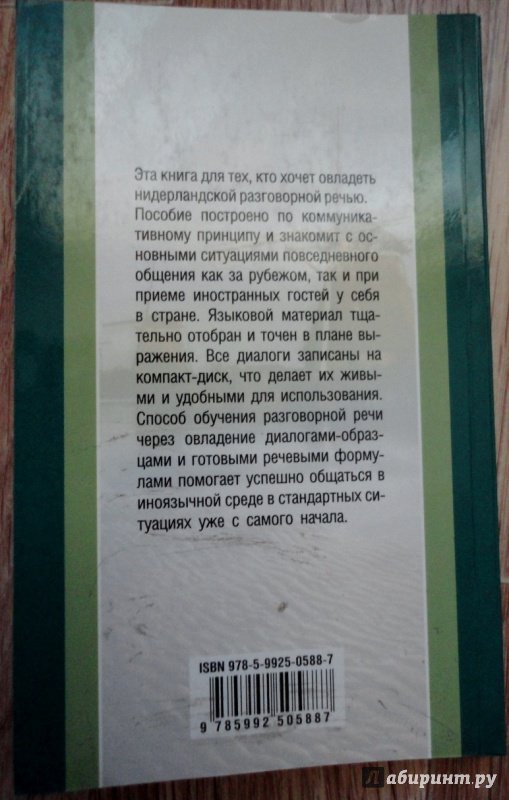 Эта книга для тех, кто хочет овладеть
нидерландской разговорной речью.
Пособие построено по коммуника-
ативному принципу и знакомит с ос-
новными ситуациями повседневного
общения как за рубежом, так и при
приеме иностранных гостей у себя
в стране. Языковой материал тща-
тельно отобран и точен в плане вы-
ражения. Все диалоги записаны на
компакт-диск, что делает их живы-
ми и удобными для использования.
Способ обучения разговорной речи
через овладение диалогами-образ-
цами и готовыми речевыми форму-
лами помогает успешно общаться в
иноязычной среде в стандартных си-
туациях уже с самого начала.
ISBN 978-5-9925-0588-7
9 785992 505887
Лабиринт.ру